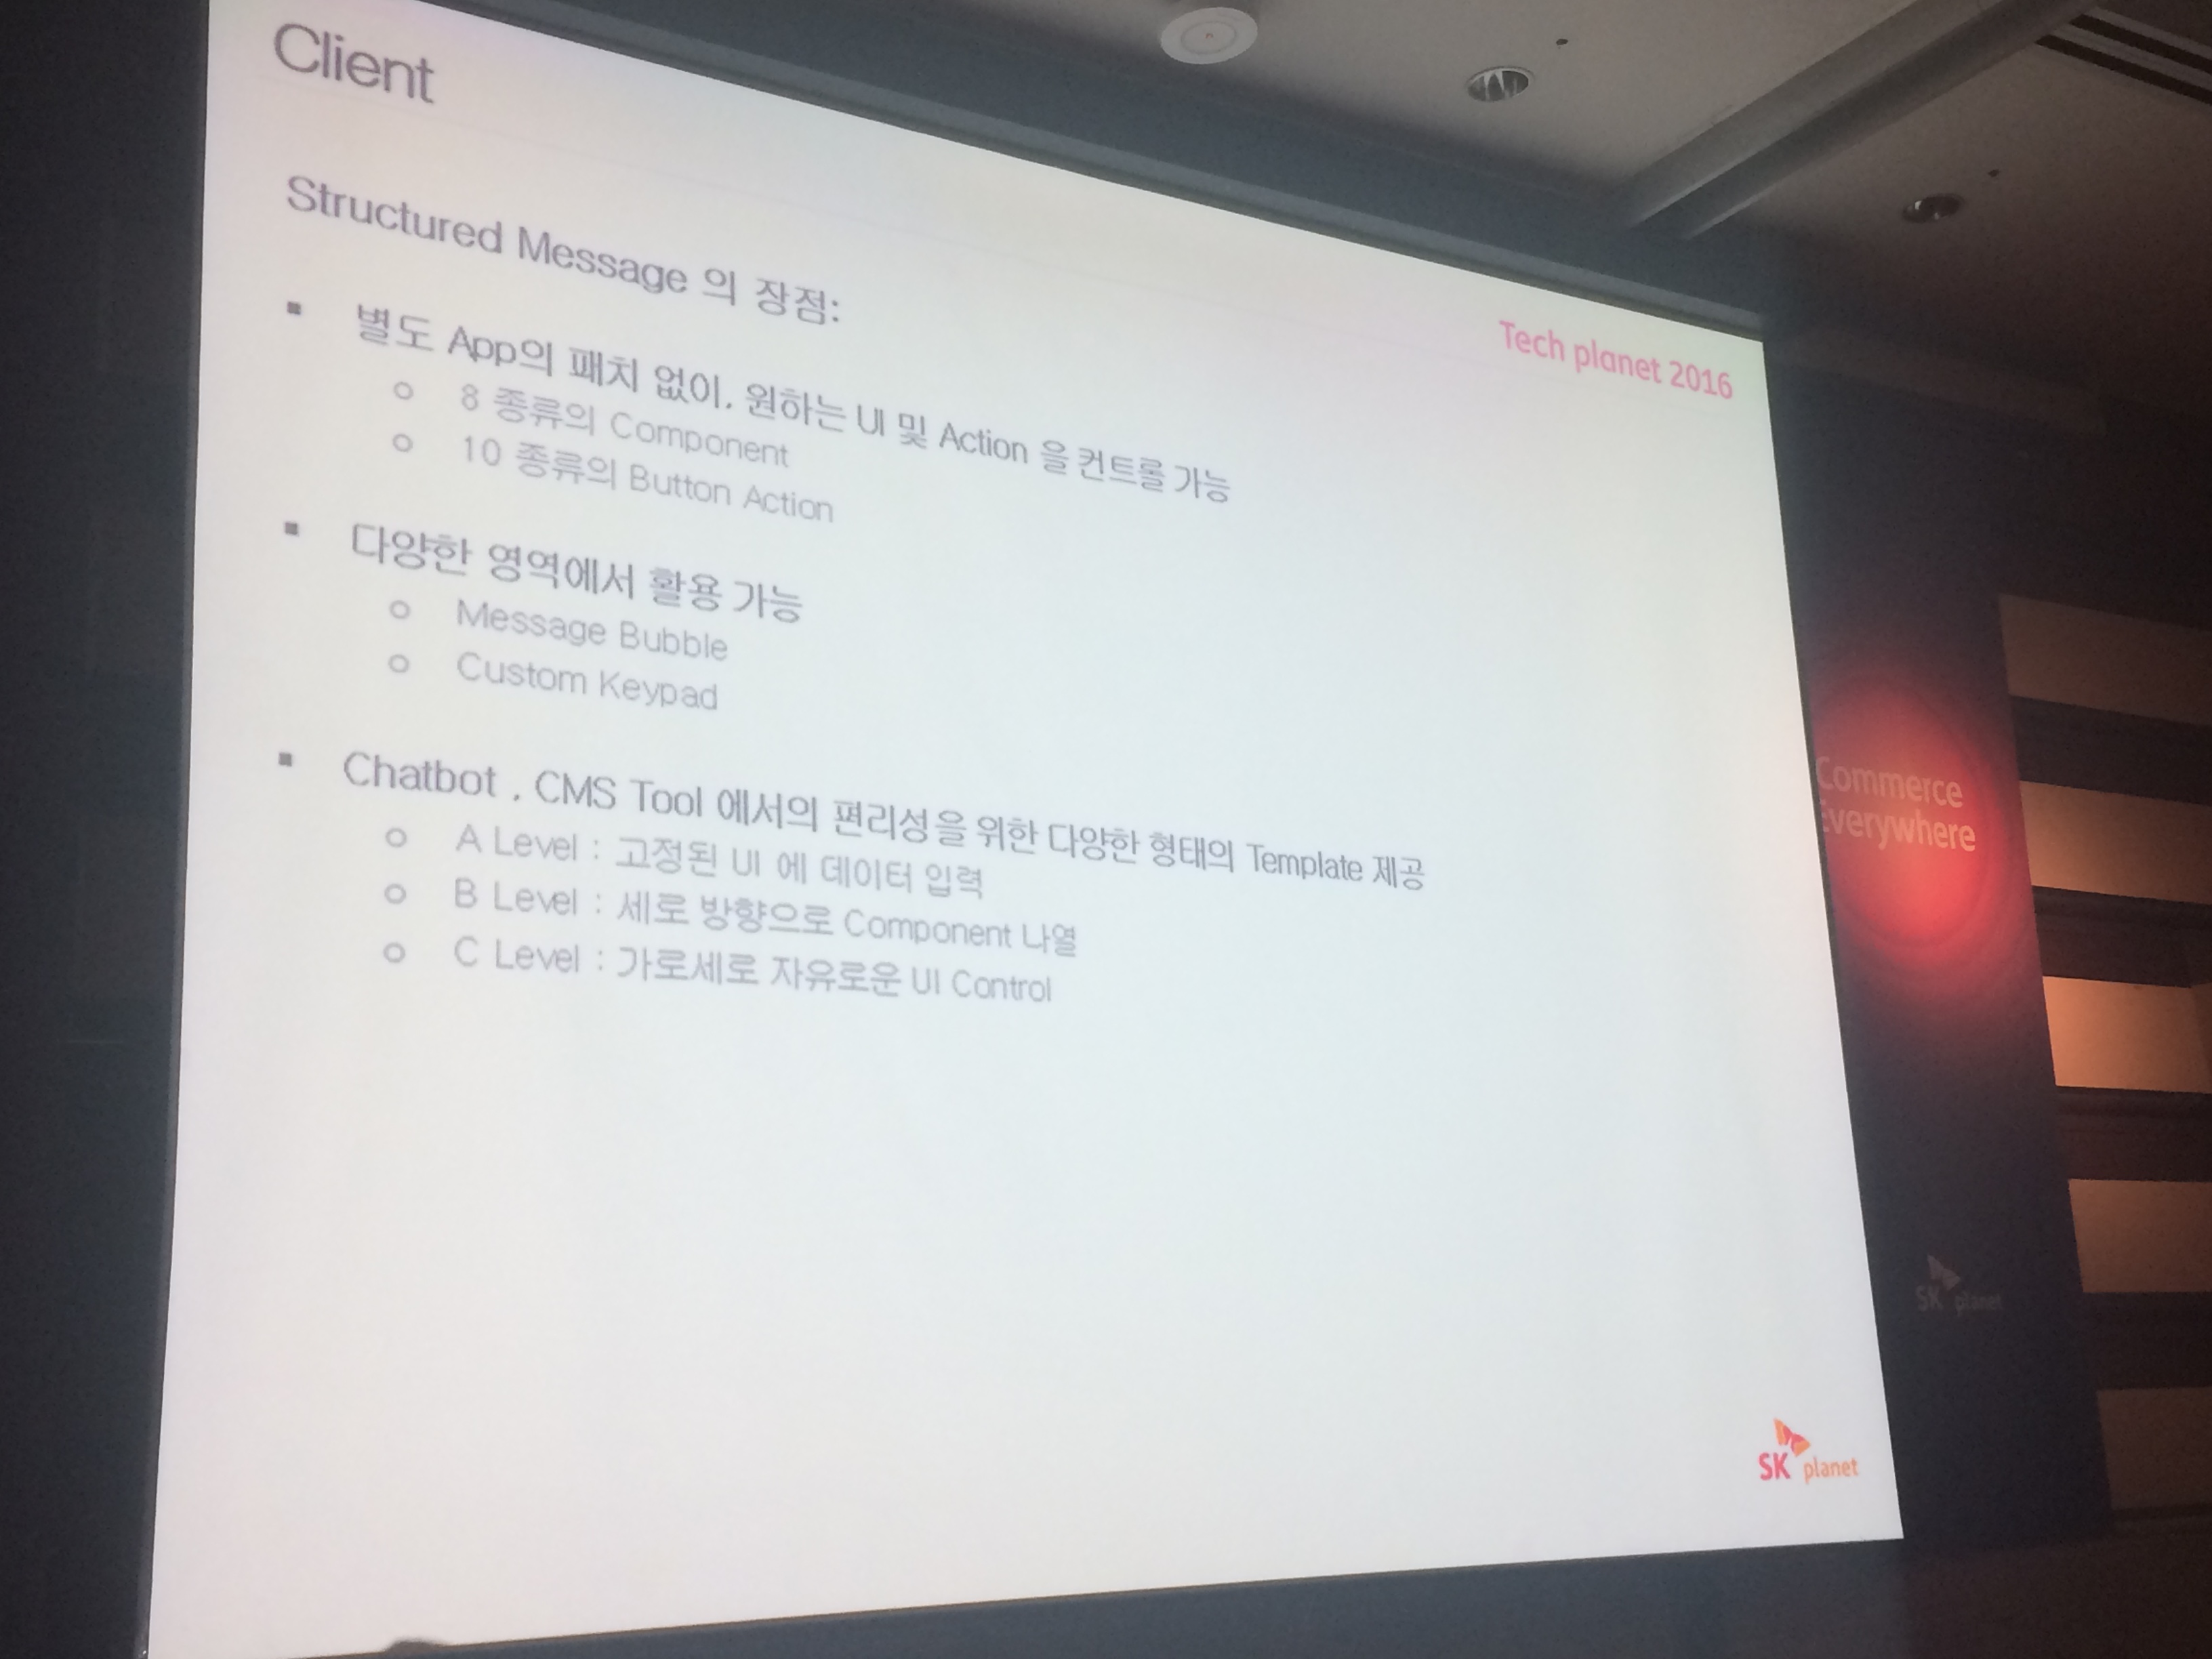 Client
Structured Message 의 장점:
Tech planet 2016
▪ 별도 App의 패치 없이, 원하는 UI 및 Action 을 컨트롤 가능
o 8 종류의 Component
o 10 종류의 Button Action
▪ 다양한 영역에서 활용 가능
o Message Bubble
o Custom Keypad
▪ Chatbot , CMS Tool 에서의 편리성을 위한 다양한 형태의 Template 제공
o A Level : 고정된 UI 에 데이터 입력
o B Level : 세로 방향으로 Component 나열
o C Level : 가로세로 자유로운 UI Control
Commerce
Everywhere
SK planet
SK planet